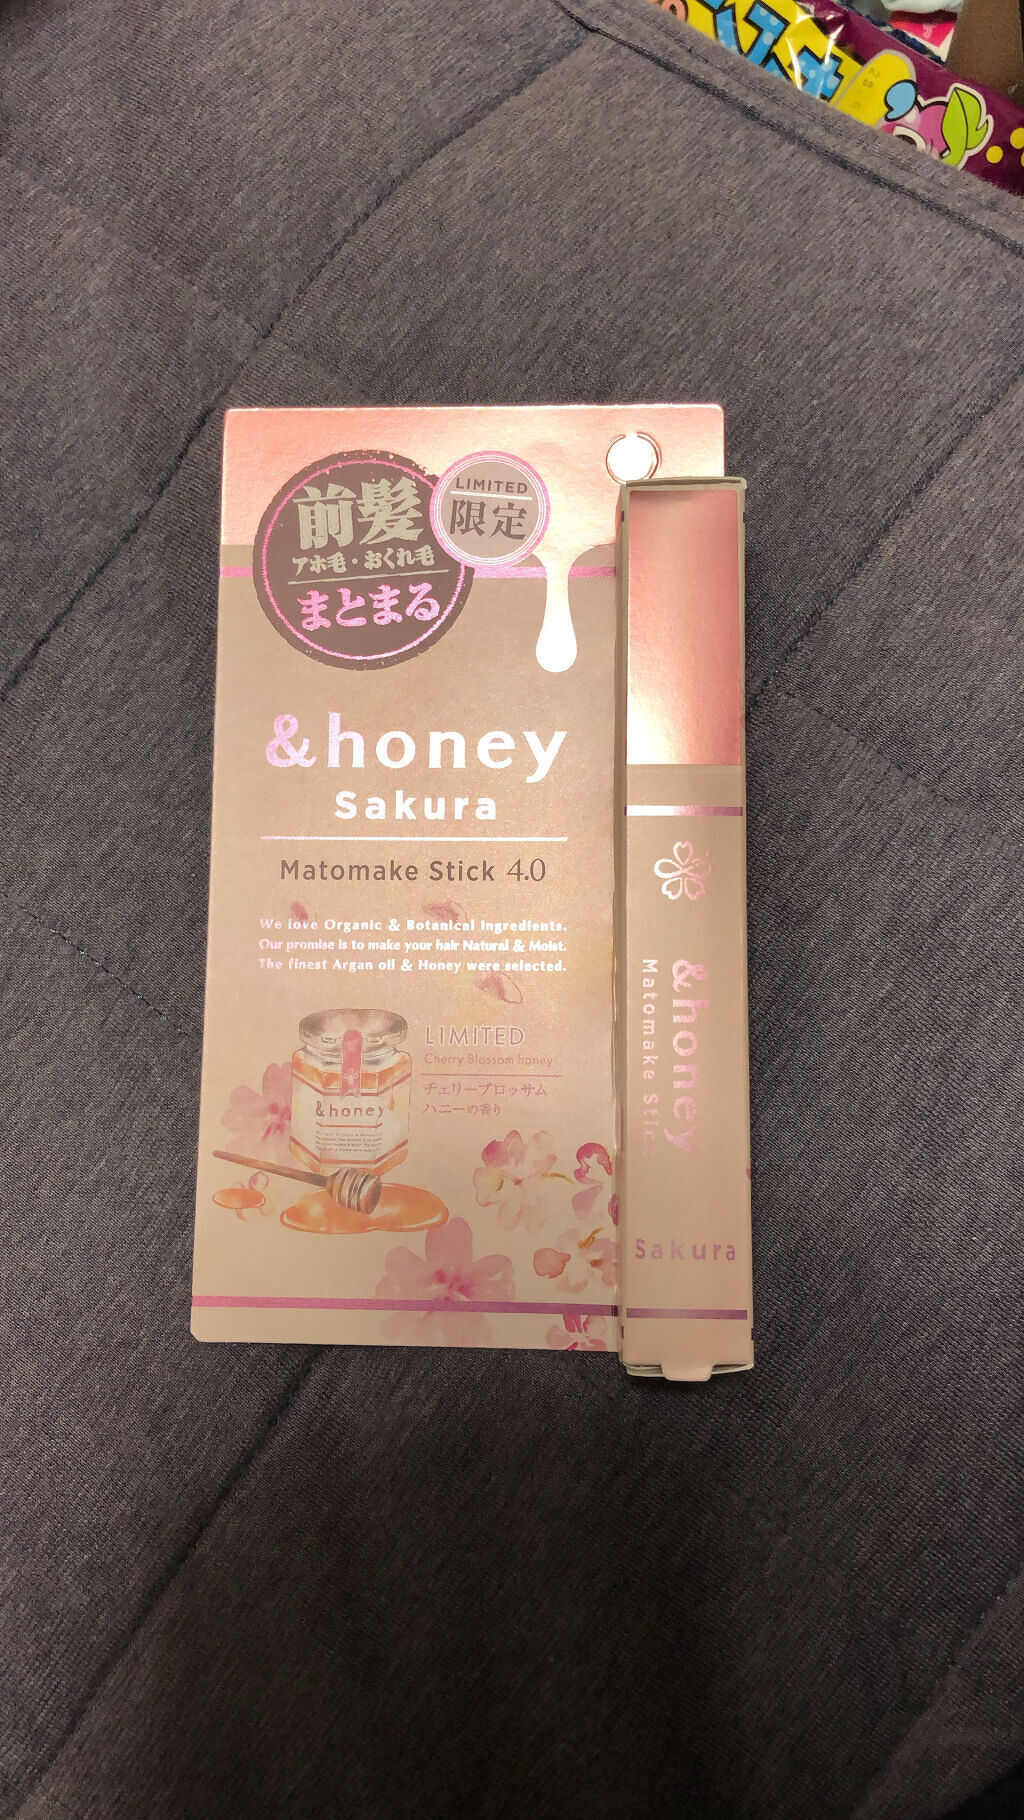 前髪
アホ毛・おくれ毛
まとまる
LIMITED
限定
&honey
Sakura
Matomake Stick 4.0
We love Organic & Botanical Ingredients.
Our promise is to make your hair Natural & Moist.
The finest Argan oil & Honey were selected.
LIMITED
Cherry Blossom honey
チェリーブロッサム
ハニーの香り
&honey
&honey
Matomake Stick
Sakura